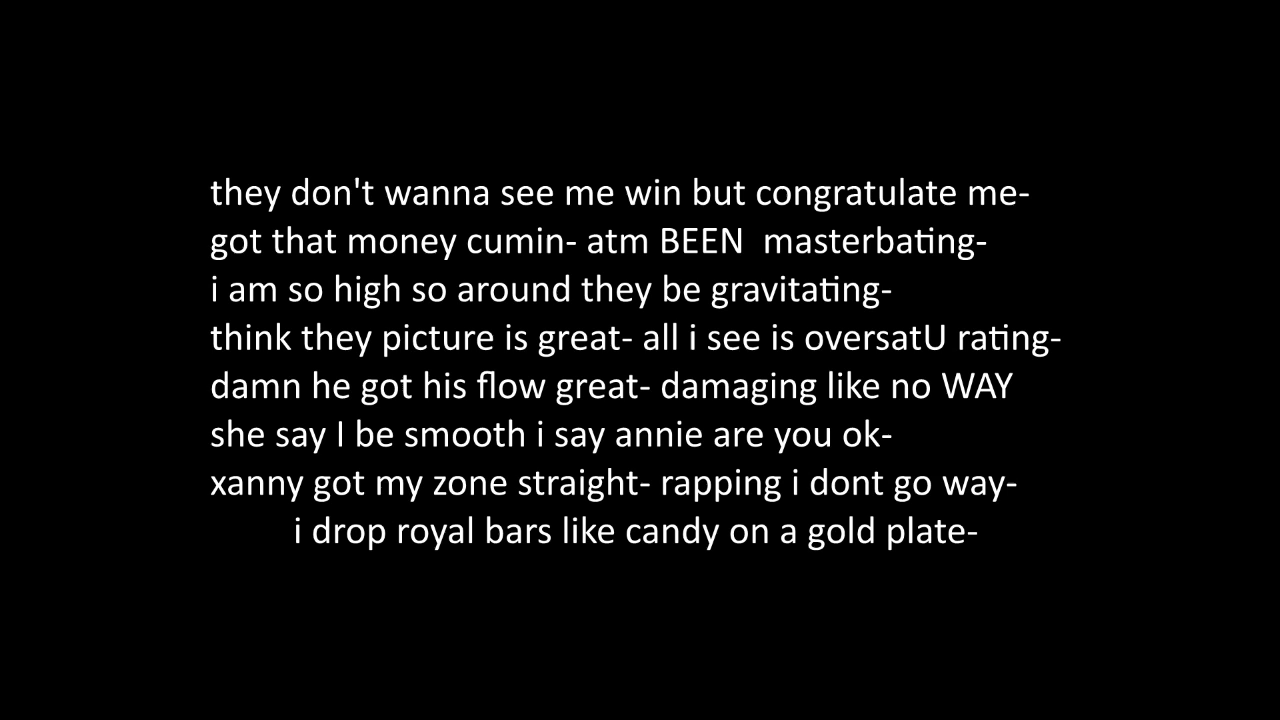 they don't wanna see me win but congratulate me-
got that money cumin- atm BEEN  masterbating-
i am so high so around they be gravitating-
think they picture is great- all i see is oversatU rating-
damn he got his flow great- damaging like no WAY
she say I be smooth i say annie are you ok-
xanny got my zone straight- rapping i dont go way-
i drop royal bars like candy on a gold plate-